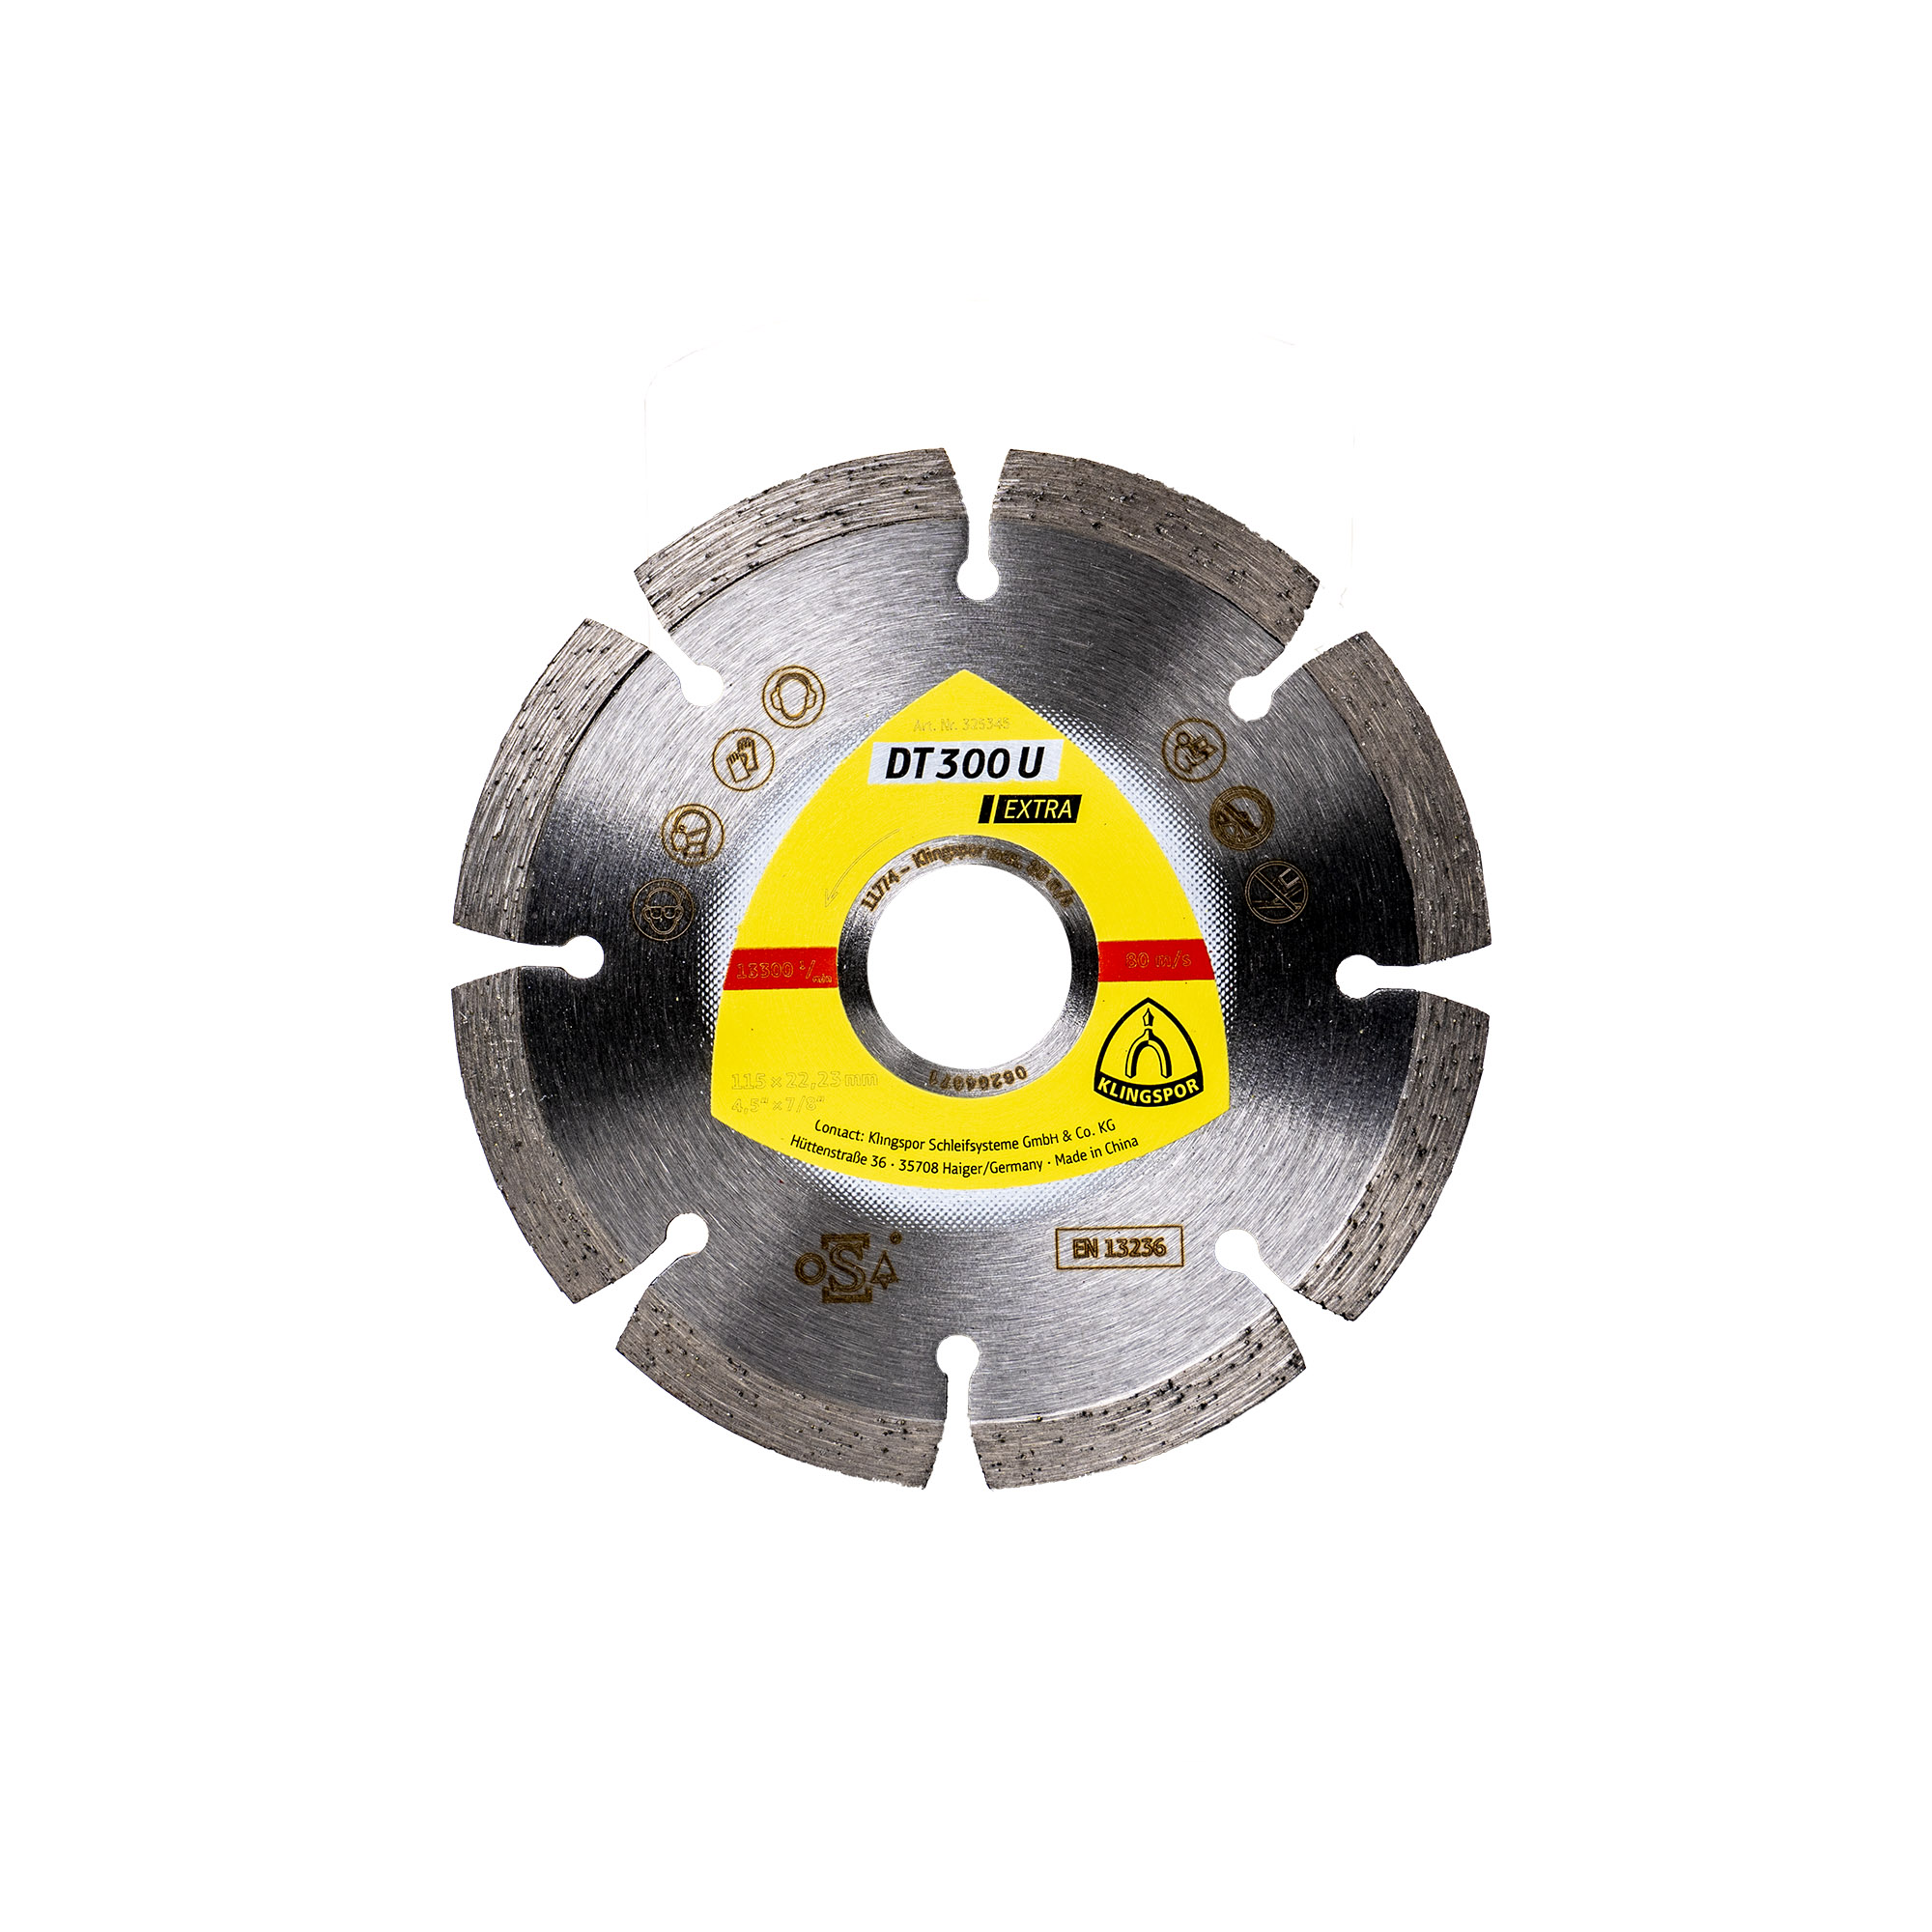 Art. Nr. 325345
DT 300 U
EXTRA
11774 – Klingspor max. 80 m/s
13300 1/min
80 m/s
KLINGSPOR
115 x 22,23 mm
4,5" x 7/8"
Contact: Klingspor Schleifsysteme GmbH & Co. KG
Hüttenstraße 36 · 35708 Haiger/Germany · Made in China
oSa®
EN 13236